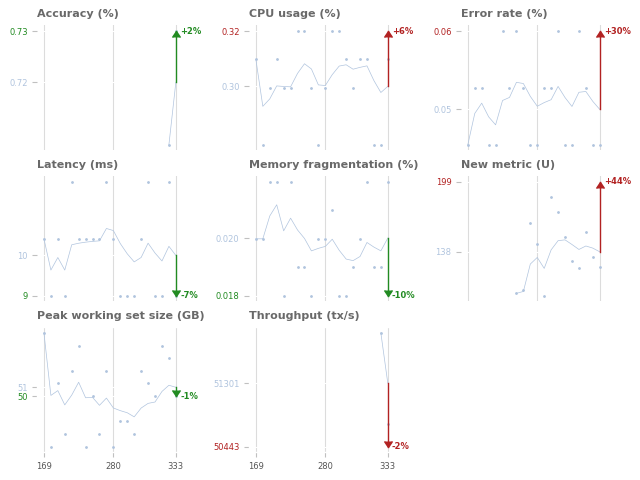 Accuracy (%)
0.73
0.72
+2%
CPU usage (%)
0.32
0.30
+6%
Error rate (%)
0.06
0.05
+30%
Latency (ms)
10
9
-7%
Memory fragmentation (%)
0.020
0.018
-10%
New metric (U)
199
138
+44%
Peak working set size (GB)
51
50
-1%
169 280 333
Throughput (tx/s)
51301
50443
-2%
169 280 333